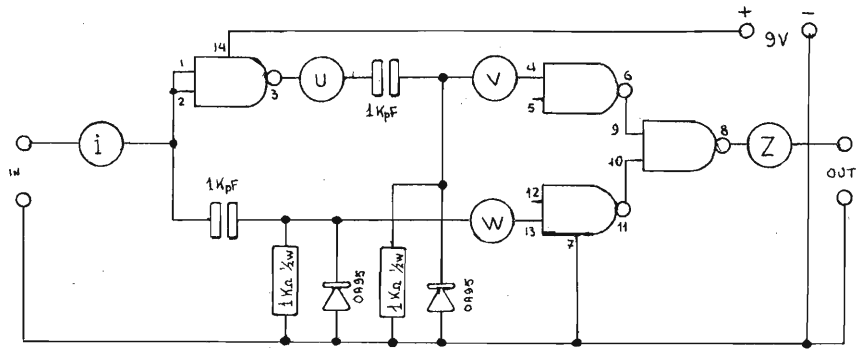 +
-
9V
14
1
2
3
U
1KpF
V
4
5
6
9
10
8
Z
i
IN
OUT
1KpF
W
12
13
7
11
1KΩ ½W
OA95
1KΩ ½W
OA95